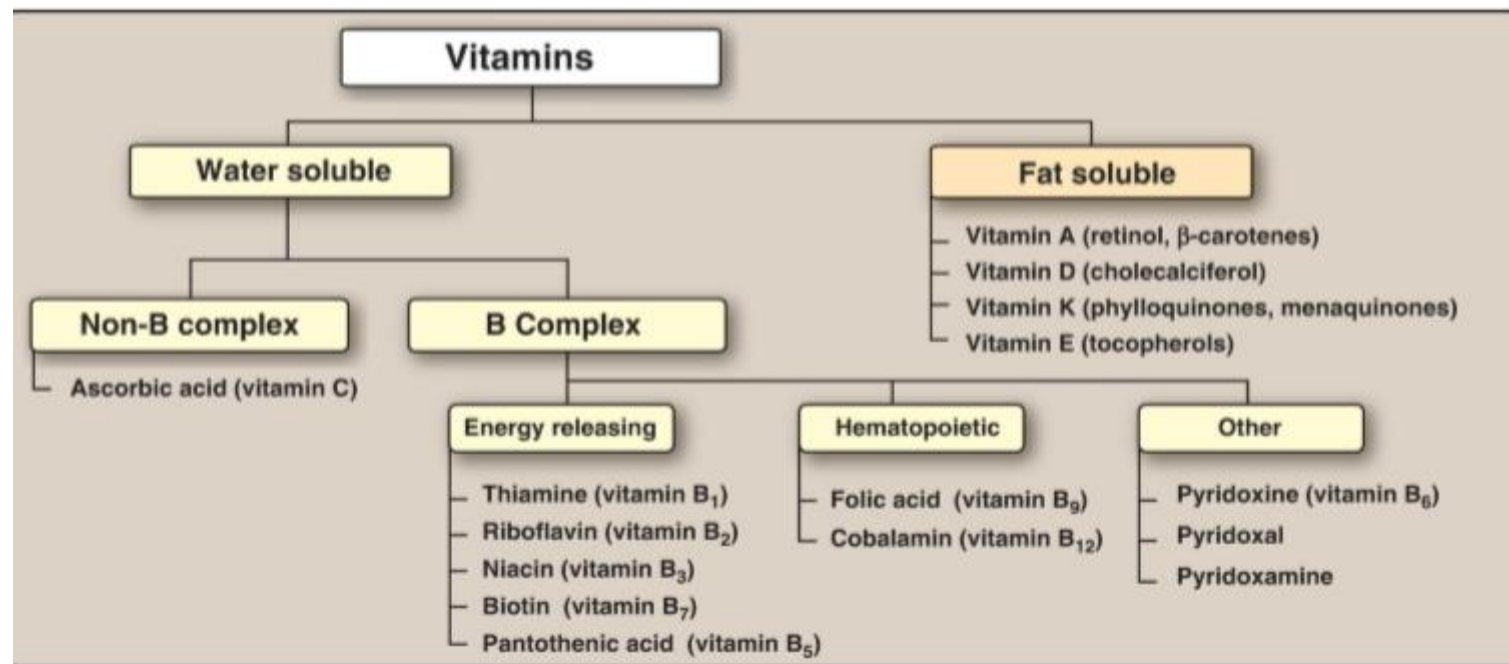 Vitamins
Water soluble
Fat soluble
Vitamin A (retinol, β-carotenes)
Vitamin D (cholecalciferol)
Vitamin K (phylloquinones, menaquinones)
Vitamin E (tocopherols)
Non-B complex
B Complex
Ascorbic acid (vitamin C)
Energy releasing
Hematopoietic
Other
Thiamine (vitamin B₁)
Riboflavin (vitamin B₂)
Niacin (vitamin B₃)
Biotin (vitamin B₇)
Pantothenic acid (vitamin B₅)
Folic acid (vitamin B₉)
Cobalamin (vitamin B₁₂)
Pyridoxine (vitamin B₆)
Pyridoxal
Pyridoxamine